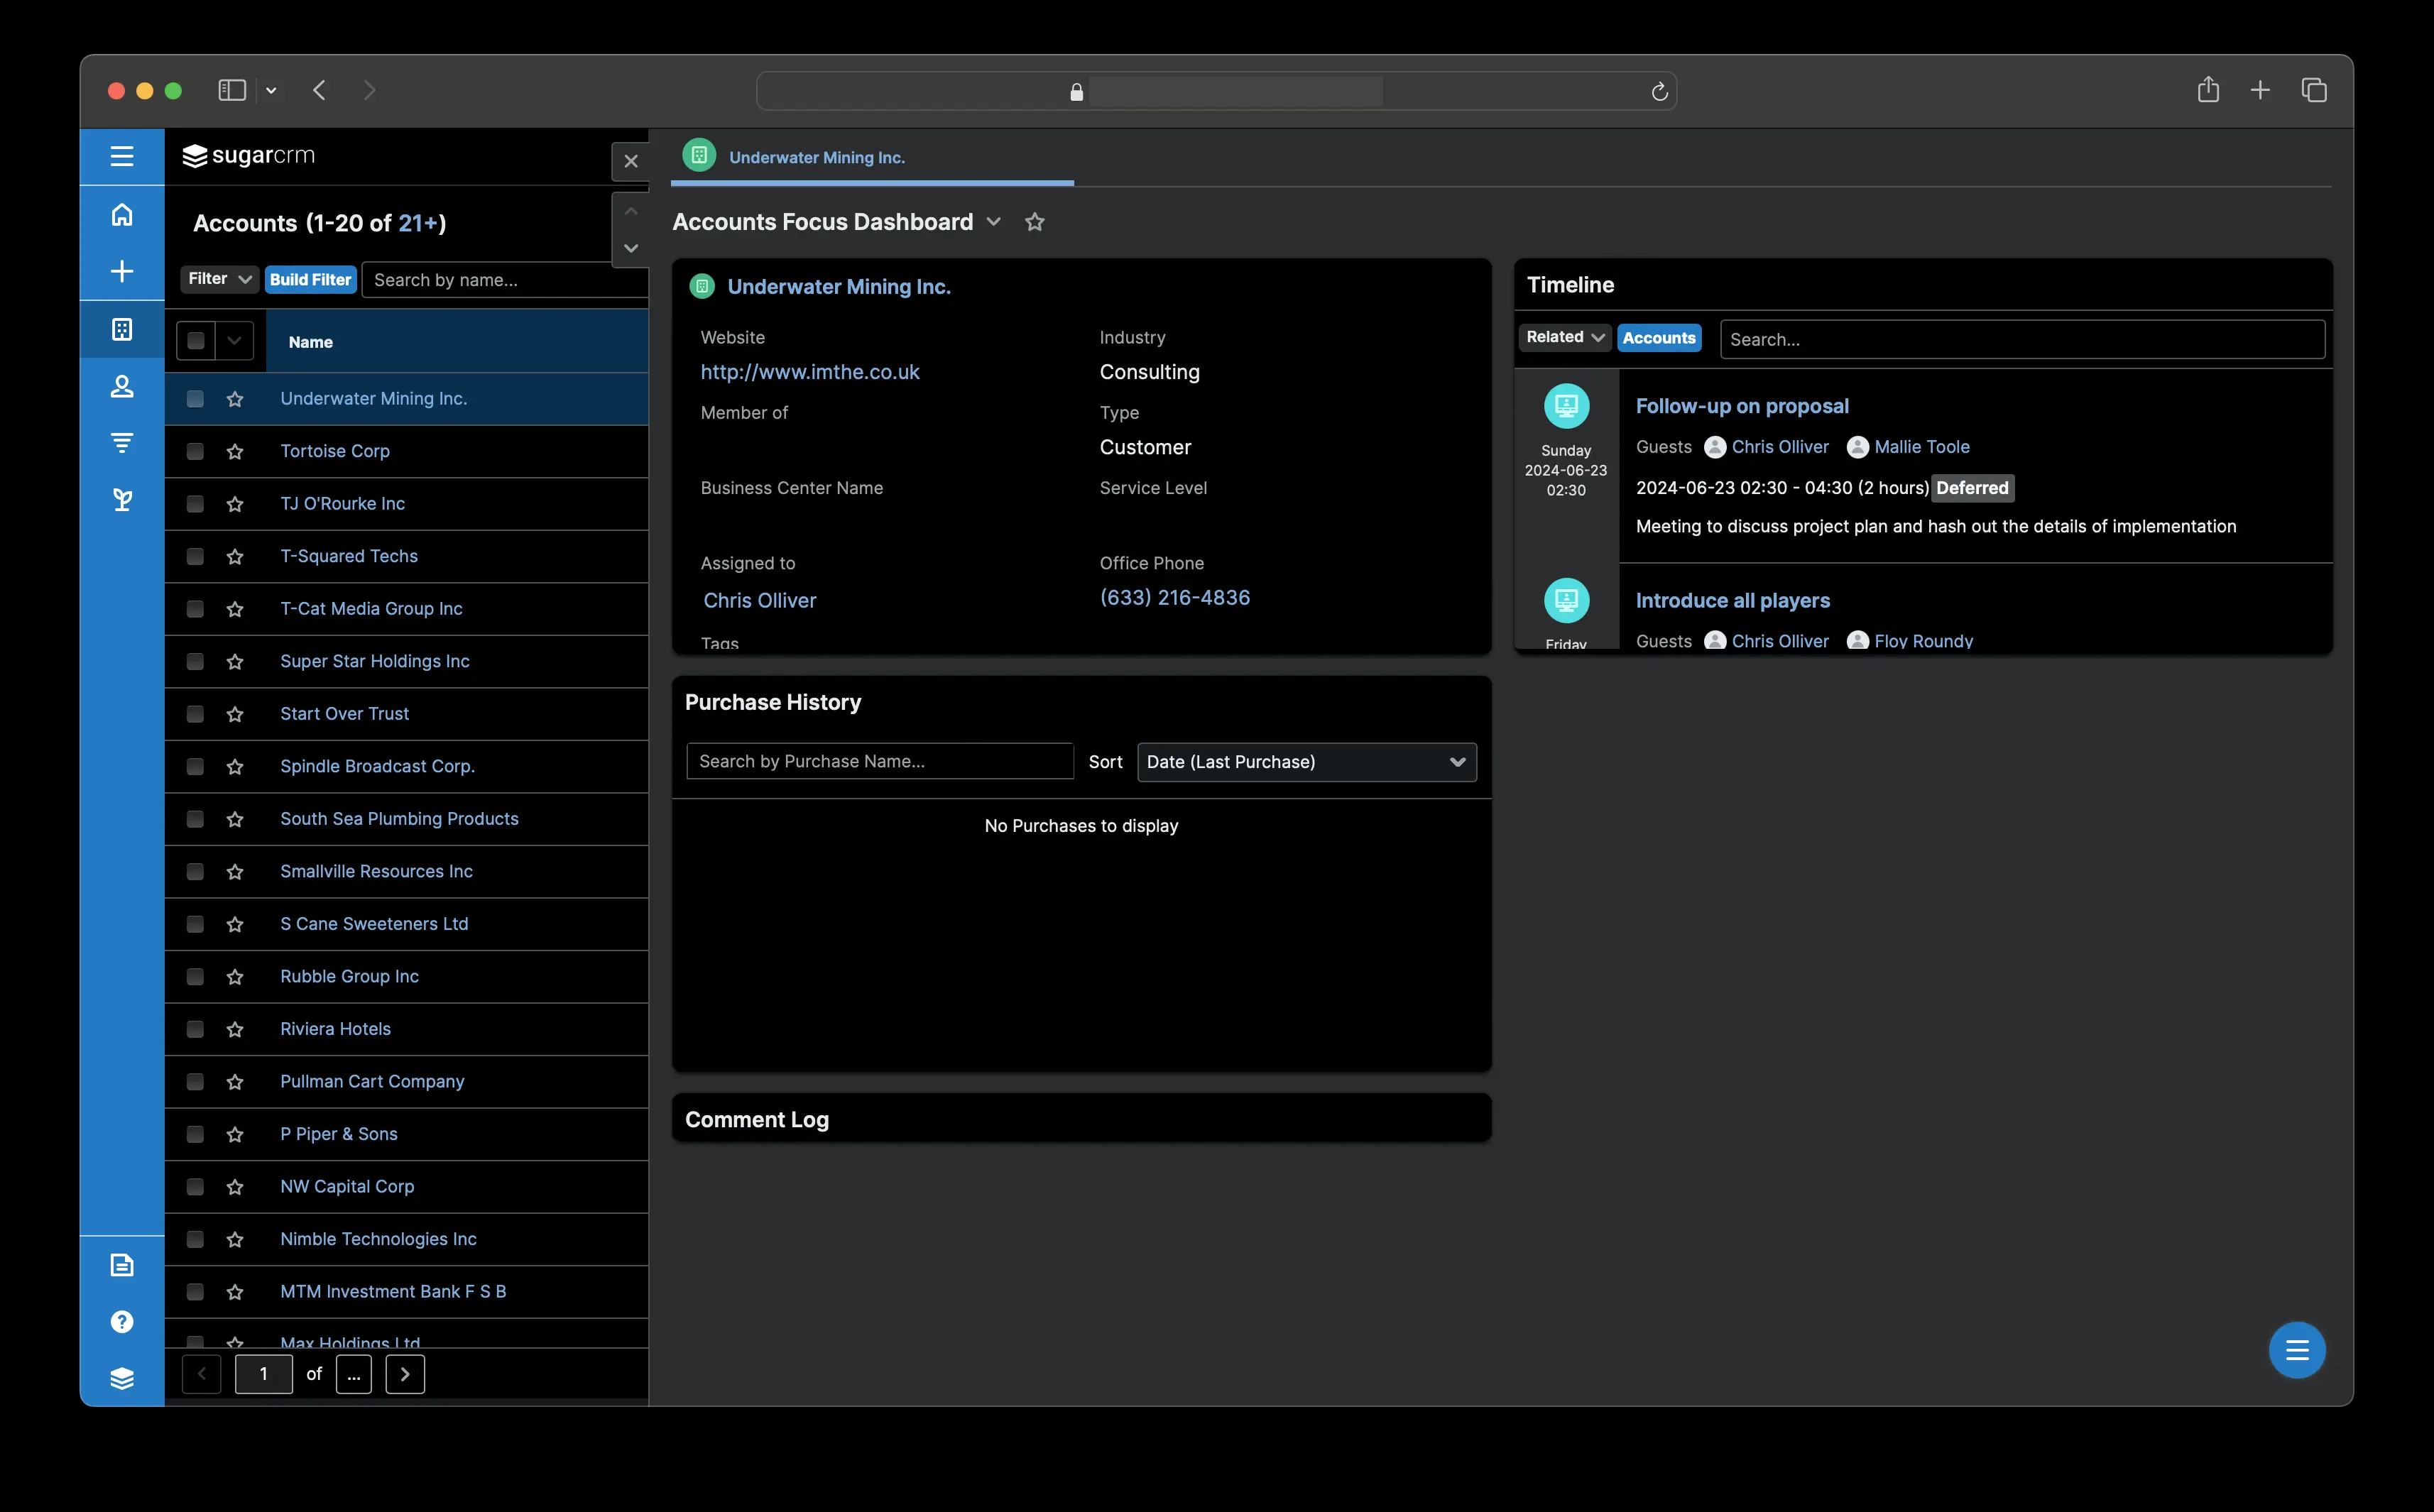 sugarcrm
Accounts (1-20 of 21+)
Filter
Build Filter
Search by name...
Name
Underwater Mining Inc.
Tortoise Corp
TJ O'Rourke Inc
T-Squared Techs
T-Cat Media Group Inc
Super Star Holdings Inc
Start Over Trust
Spindle Broadcast Corp.
South Sea Plumbing Products
Smallville Resources Inc
S Cane Sweeteners Ltd
Rubble Group Inc
Riviera Hotels
Pullman Cart Company
P Piper & Sons
NW Capital Corp
Nimble Technologies Inc
MTM Investment Bank F S B
Max Holdings Ltd
1 of ...
Underwater Mining Inc.
Accounts Focus Dashboard
Underwater Mining Inc.
Website
http://www.imthe.co.uk
Industry
Consulting
Member of
Type
Customer
Business Center Name
Service Level
Assigned to
Chris Olliver
Office Phone
(633) 216-4836
Tags
Purchase History
Search by Purchase Name...
Sort
Date (Last Purchase)
No Purchases to display
Comment Log
Timeline
Related
Accounts
Search...
Sunday
2024-06-23
02:30
Follow-up on proposal
Guests Chris Olliver Mallie Toole
2024-06-23 02:30 - 04:30 (2 hours) Deferred
Meeting to discuss project plan and hash out the details of implementation
Friday
Introduce all players
Guests Chris Olliver Floy Roundy